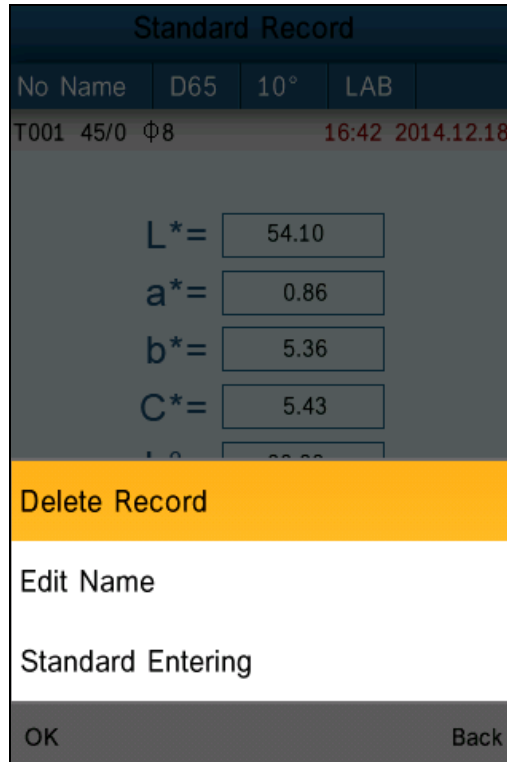 Standard Record
No Name D65 10° LAB
T001 45/0 Φ8 16:42 2014.12.18
L*= 54.10
a*= 0.86
b*= 5.36
C*= 5.43
Delete Record
Edit Name
Standard Entering
OK Back